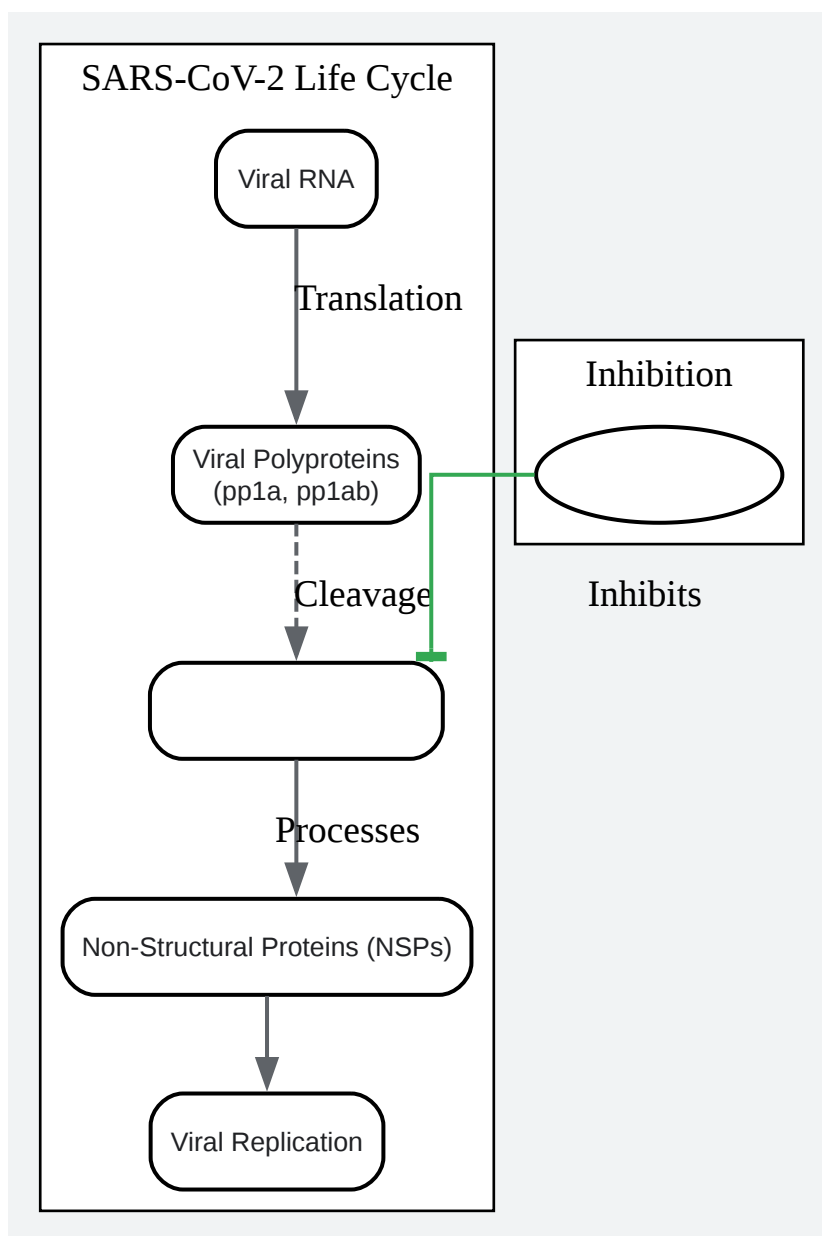 SARS-CoV-2 Life Cycle
Viral RNA
Translation
Inhibition
Viral Polyproteins
(pp1a, pp1ab)
Cleavage
Inhibits
Processes
Non-Structural Proteins (NSPs)
Viral Replication